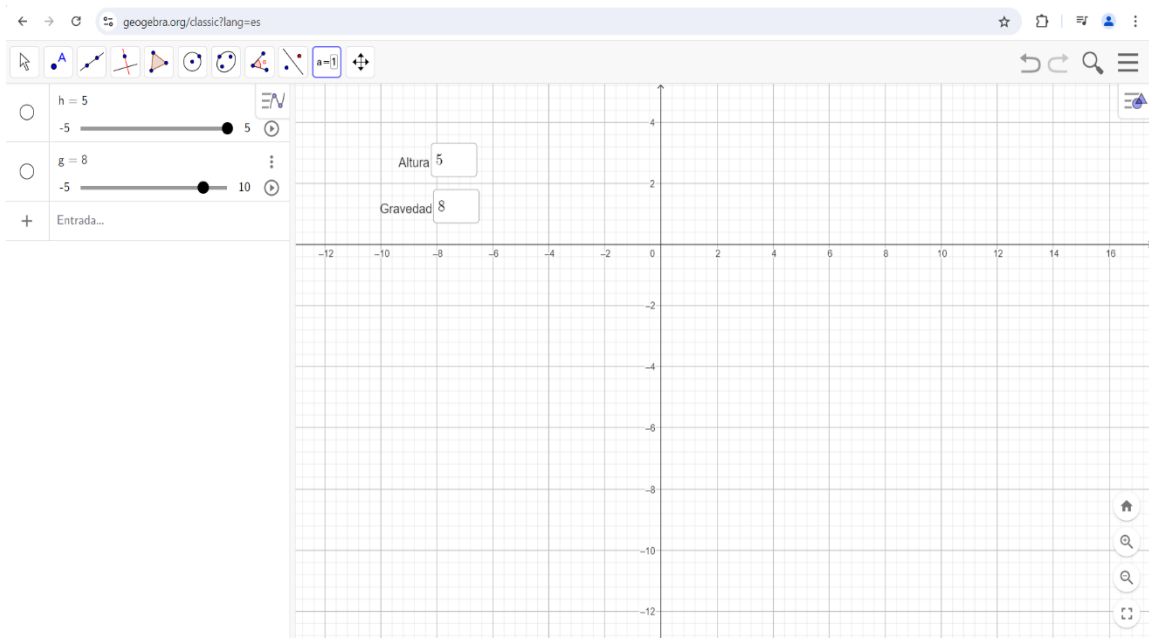 geogebra.org/classic?lang=es
A
a=1
h = 5
-5 5
g = 8
-5 10
+ Entrada...
Altura 5
Gravedad 8
4
2
−12 −10 −8 −6 −4 −2 0 2 4 6 8 10 12 14 16
−2
−4
−6
−8
−10
−12